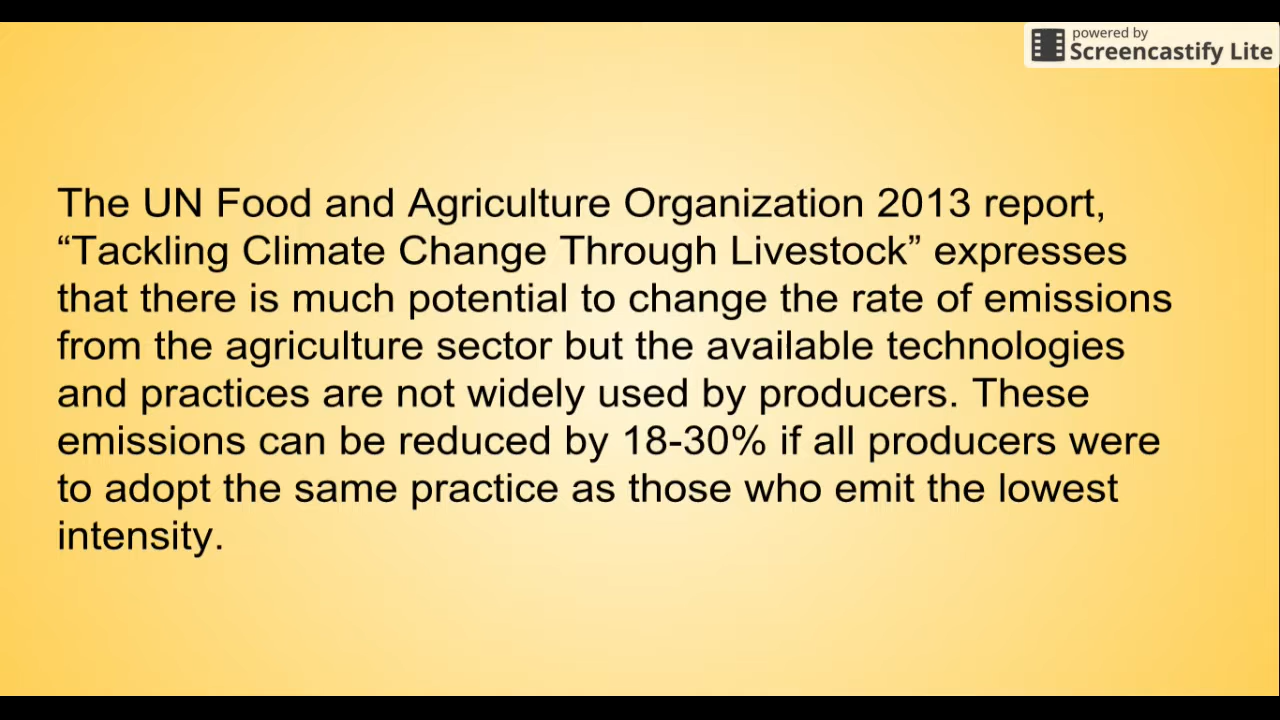 powered by
Screencastify Lite
The UN Food and Agriculture Organization 2013 report,
“Tackling Climate Change Through Livestock” expresses
that there is much potential to change the rate of emissions
from the agriculture sector but the available technologies
and practices are not widely used by producers. These
emissions can be reduced by 18-30% if all producers were
to adopt the same practice as those who emit the lowest
intensity.